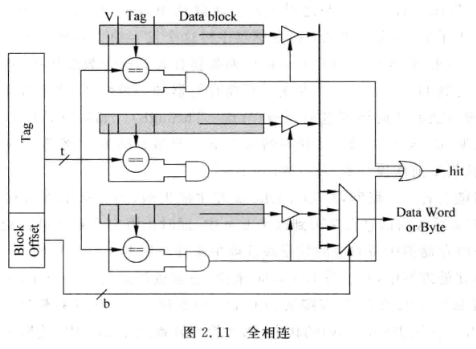 V Tag Data block
==
==
==
Tag
t
Block
Offset
b
hit
Data Word
or Byte
图 2.11 全相连